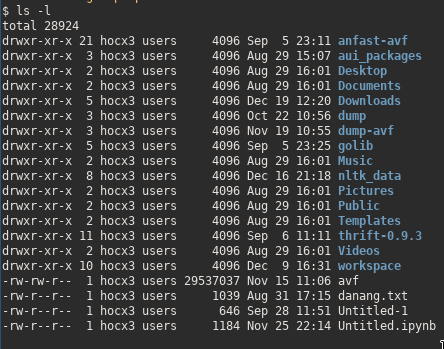 $ ls -l
total 28924
drwxr-xr-x 21 hocx3 users     4096 Sep  5 23:11 anfast-avf
drwxr-xr-x  3 hocx3 users     4096 Aug 29 15:07 aui_packages
drwxr-xr-x  2 hocx3 users     4096 Aug 29 16:01 Desktop
drwxr-xr-x  2 hocx3 users     4096 Aug 29 16:01 Documents
drwxr-xr-x  5 hocx3 users     4096 Dec 19 12:20 Downloads
drwxr-xr-x  3 hocx3 users     4096 Oct 22 10:56 dump
drwxr-xr-x  3 hocx3 users     4096 Nov 19 10:55 dump-avf
drwxr-xr-x  5 hocx3 users     4096 Sep  5 23:25 golib
drwxr-xr-x  2 hocx3 users     4096 Aug 29 16:01 Music
drwxr-xr-x  8 hocx3 users     4096 Dec 16 21:18 nltk_data
drwxr-xr-x  2 hocx3 users     4096 Aug 29 16:01 Pictures
drwxr-xr-x  2 hocx3 users     4096 Aug 29 16:01 Public
drwxr-xr-x  2 hocx3 users     4096 Aug 29 16:01 Templates
drwxr-xr-x 11 hocx3 users     4096 Sep  6 11:11 thrift-0.9.3
drwxr-xr-x  2 hocx3 users     4096 Aug 29 16:01 Videos
drwxr-xr-x 10 hocx3 users     4096 Dec  9 16:31 workspace
-rw-rw-r--  1 hocx3 users 29537037 Nov 15 11:06 avf
-rw-r--r--  1 hocx3 users     1039 Aug 31 17:15 danang.txt
-rw-r--r--  1 hocx3 users      646 Sep 28 11:51 Untitled-1
-rw-r--r--  1 hocx3 users     1184 Nov 25 22:14 Untitled.ipynb